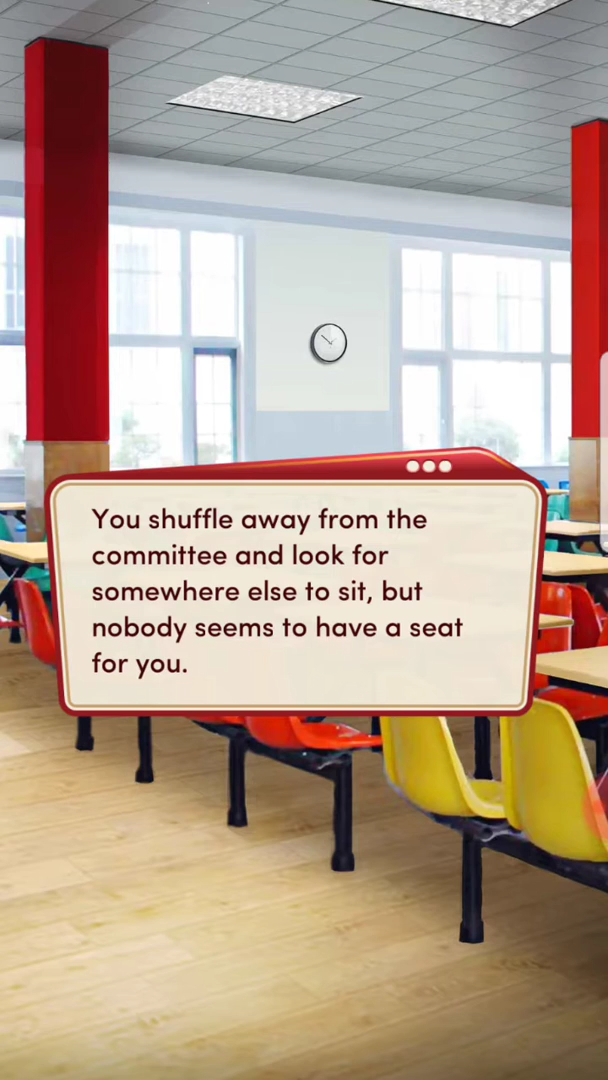 You shuffle away from the
committee and look for
somewhere else to sit, but
nobody seems to have a seat
for you.